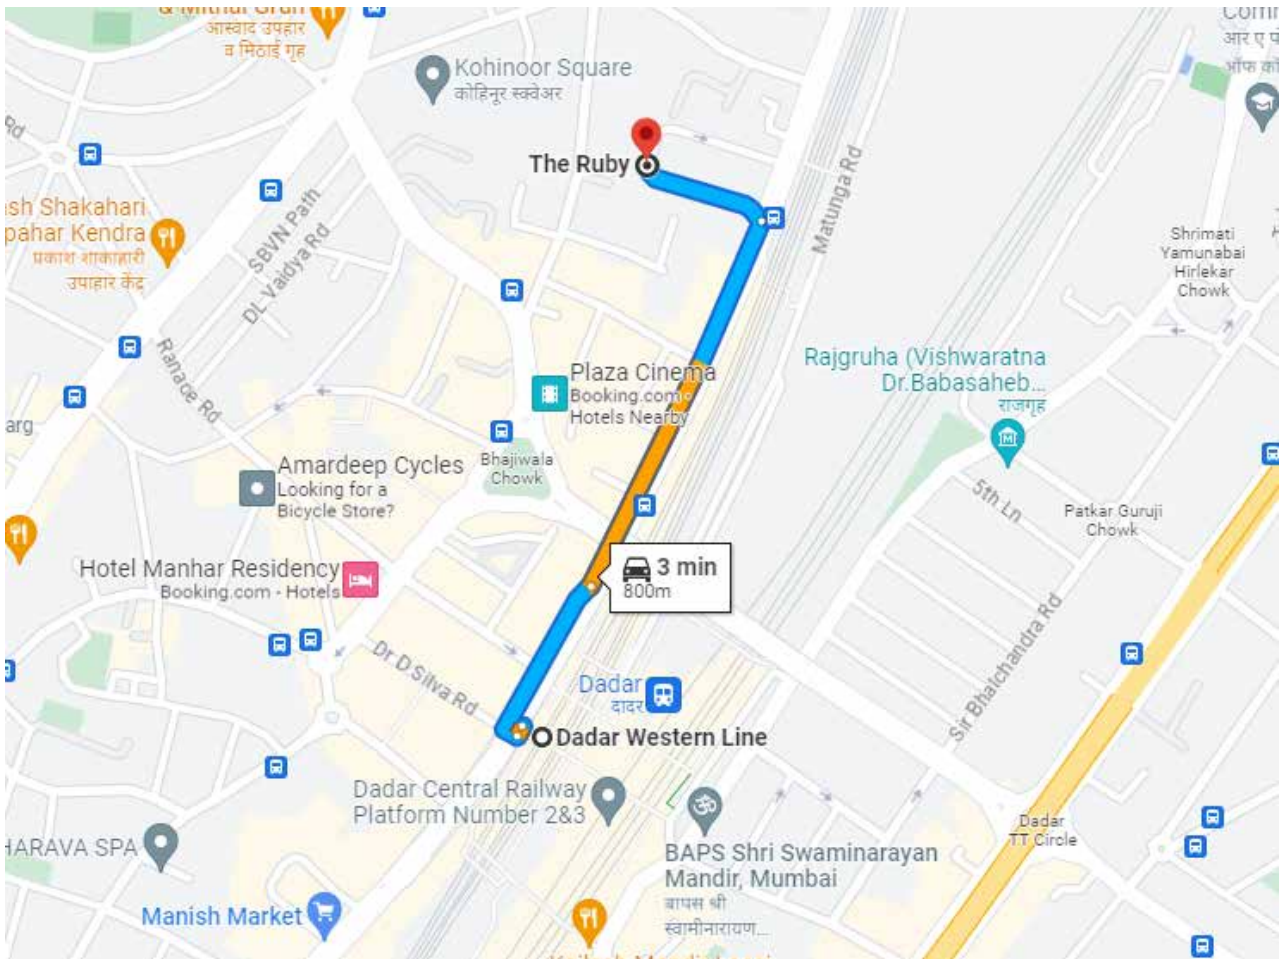 & Mithai Gruh
आस्वाद उपहार
व मिठाई गृह
Kohinoor Square
कोहिनूर स्क्वेअर
आर ए
ऑफ
Rd
The Ruby
Matunga Rd
ash Shakahari
pahar Kendra
प्रकाश शाकाहारी
उपाहार केंद्र
SBVN Path
DL Vaidya Rd
Shrimati
Yamunabai
Hirlekar
Chowk
Ranade Rd
Plaza Cinema
Booking.com -
Hotels Nearby
Rajgruha (Vishwaratna
Dr.Babasaheb...
राजगृह
arg
Amardeep Cycles
Looking for a
Bicycle Store?
Bhajiwala
Chowk
5th Ln
Patkar Guruji
Chowk
Hotel Manhar Residency
Booking.com - Hotels
3 min
800m
Sir Bhalchandra Rd
Dr D Silva Rd
Dadar
दादर
Dadar Western Line
Dadar Central Railway
Platform Number 2&3
HARAVA SPA
Dadar
TT Circle
BAPS Shri Swaminarayan
Mandir, Mumbai
बापस श्री
स्वामीनारायण...
Manish Market